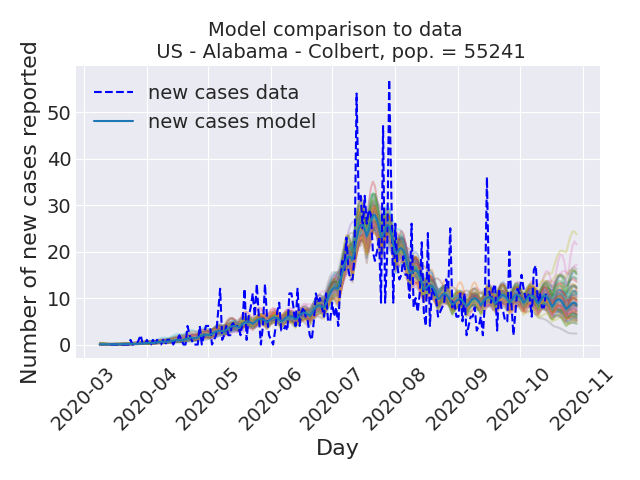 Model comparison to data
US - Alabama - Colbert, pop. = 55241
new cases data
new cases model
Number of new cases reported
50
40
30
20
10
0
2020-03
2020-04
2020-05
2020-06
2020-07
2020-08
2020-09
2020-10
2020-11
Day